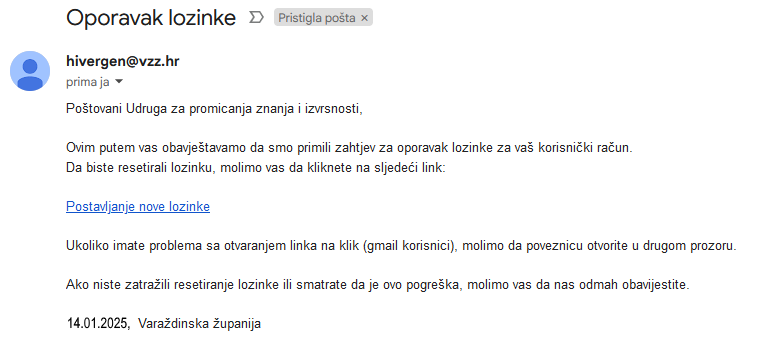 Oporavak lozinke
Pristigla pošta ×
hivergen@vzz.hr
prima ja
Poštovani Udruga za promicanja znanja i izvrsnosti,
Ovim putem vas obavještavamo da smo primili zahtjev za oporavak lozinke za vaš korisnički račun.
Da biste resetirali lozinku, molimo vas da kliknete na sljedeći link:
Postavljanje nove lozinke
Ukoliko imate problema sa otvaranjem linka na klik (gmail korisnici), molimo da poveznicu otvorite u drugom prozoru.
Ako niste zatražili resetiranje lozinke ili smatrate da je ovo pogreška, molimo vas da nas odmah obavijestite.
14.01.2025, Varaždinska županija